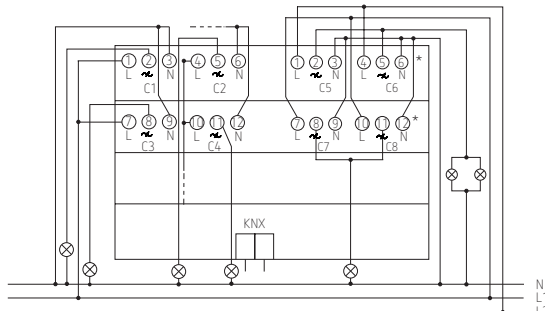 1 2 3 4 5 6 1 2 3 4 5 6 *
L N L N L N L N
C1 C2 C5 C6
7 8 9 10 11 12 7 8 9 10 11 12 *
L N L N L N L N
C3 C4 C7 C8
KNX
N